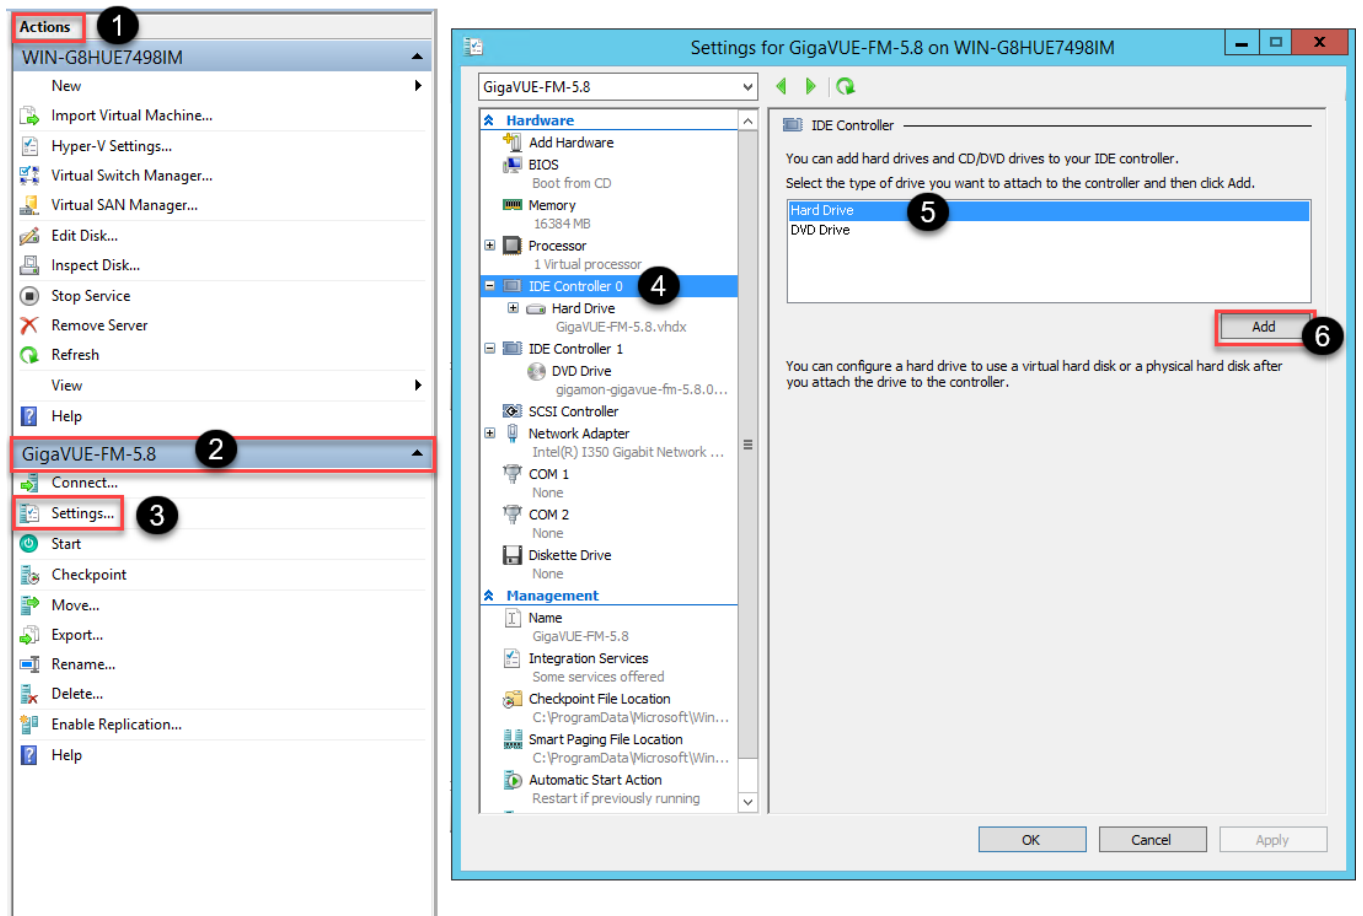 Actions
1
WIN-G8HUE7498IM
New
Import Virtual Machine...
Hyper-V Settings...
Virtual Switch Manager...
Virtual SAN Manager...
Edit Disk...
Inspect Disk...
Stop Service
Remove Server
Refresh
View
Help
GigaVUE-FM-5.8
2
Connect...
Settings...
3
Start
Checkpoint
Move...
Export...
Rename...
Delete...
Enable Replication...
Help
Settings for GigaVUE-FM-5.8 on WIN-G8HUE7498IM
GigaVUE-FM-5.8
Hardware
Add Hardware
BIOS
Boot from CD
Memory
16384 MB
Processor
1 Virtual processor
IDE Controller 0
4
Hard Drive
GigaVUE-FM-5.8.vhdx
IDE Controller 1
DVD Drive
gigamon-gigavue-fm-5.8.0...
SCSI Controller
Network Adapter
Intel(R) I350 Gigabit Network ...
COM 1
None
COM 2
None
Diskette Drive
None
Management
Name
GigaVUE-FM-5.8
Integration Services
Some services offered
Checkpoint File Location
C:\ProgramData\Microsoft\Win...
Smart Paging File Location
C:\ProgramData\Microsoft\Win...
Automatic Start Action
Restart if previously running
IDE Controller
You can add hard drives and CD/DVD drives to your IDE controller.
Select the type of drive you want to attach to the controller and then click Add.
Hard Drive
5
DVD Drive
Add
6
You can configure a hard drive to use a virtual hard disk or a physical hard disk after
you attach the drive to the controller.
OK
Cancel
Apply